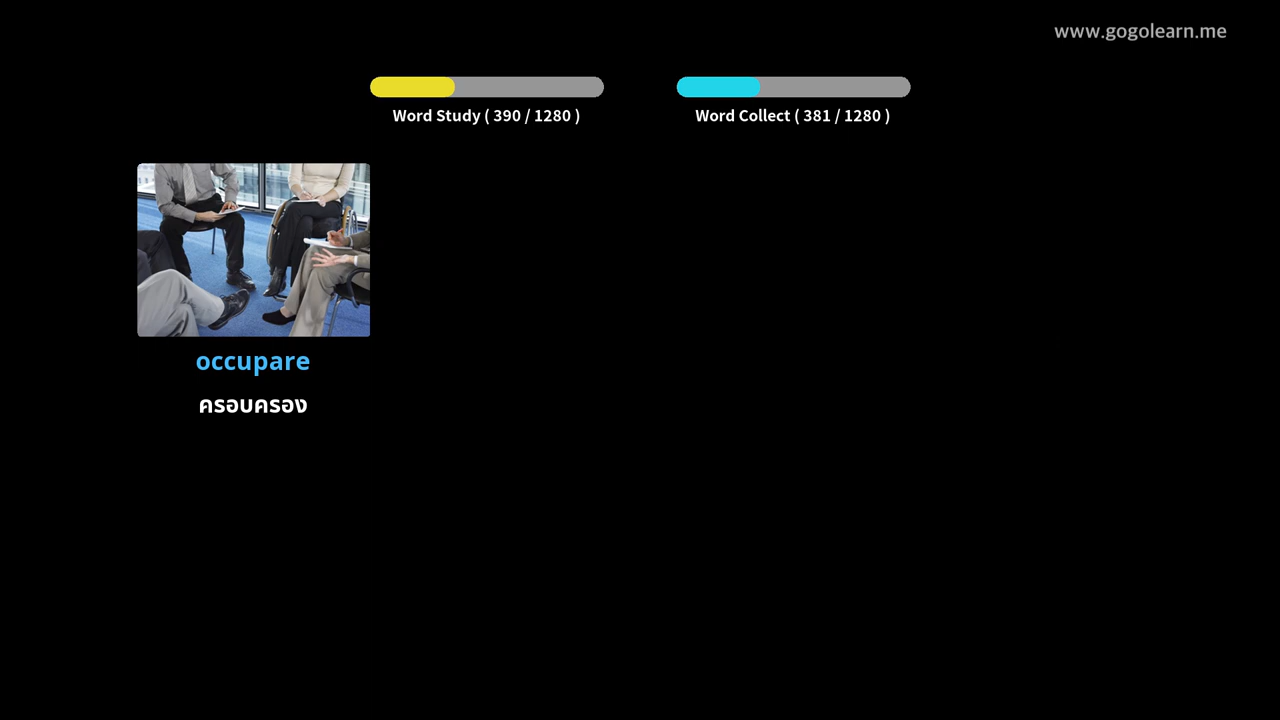 www.gogolearn.me
Word Study ( 390 / 1280 )
Word Collect ( 381 / 1280 )
occupare
ครอบครอง